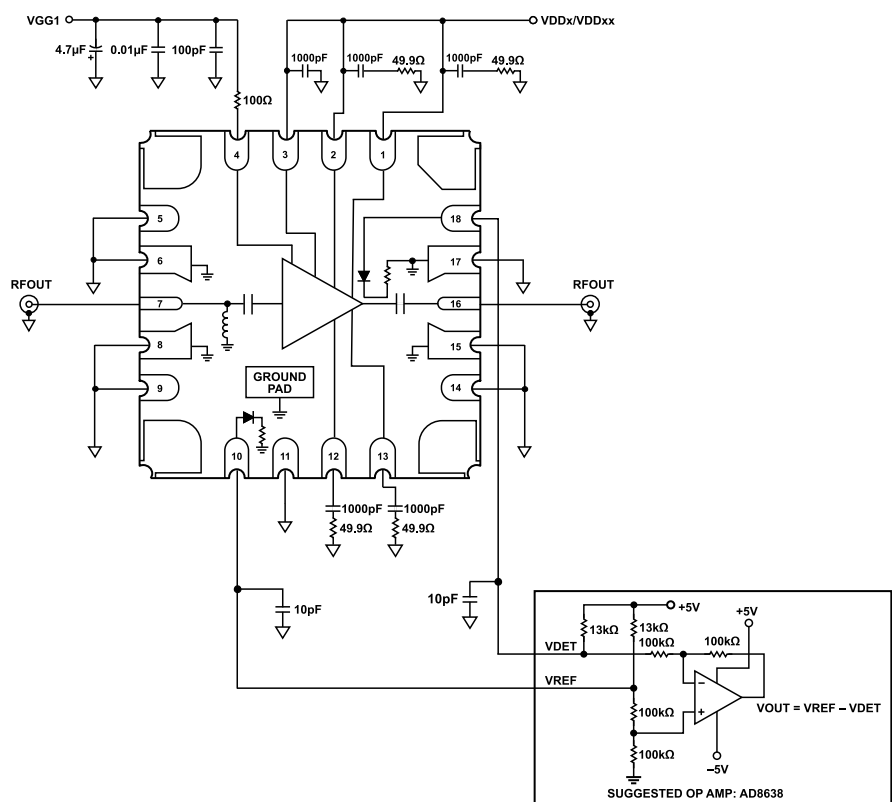 VGG1
VDDx/VDDxx
4.7µF
+
0.01µF
100pF
1000pF
1000pF
49.9Ω
1000pF
49.9Ω
100Ω
4
3
2
1
5
18
6
17
RFOUT
7
16
RFOUT
8
15
GROUND
PAD
9
14
10
11
12
13
1000pF
49.9Ω
1000pF
49.9Ω
10pF
10pF
+5V
+5V
13kΩ
13kΩ
100kΩ
100kΩ
VDET
VREF
–
+
100kΩ
VOUT = VREF – VDET
100kΩ
–5V
SUGGESTED OP AMP: AD8638